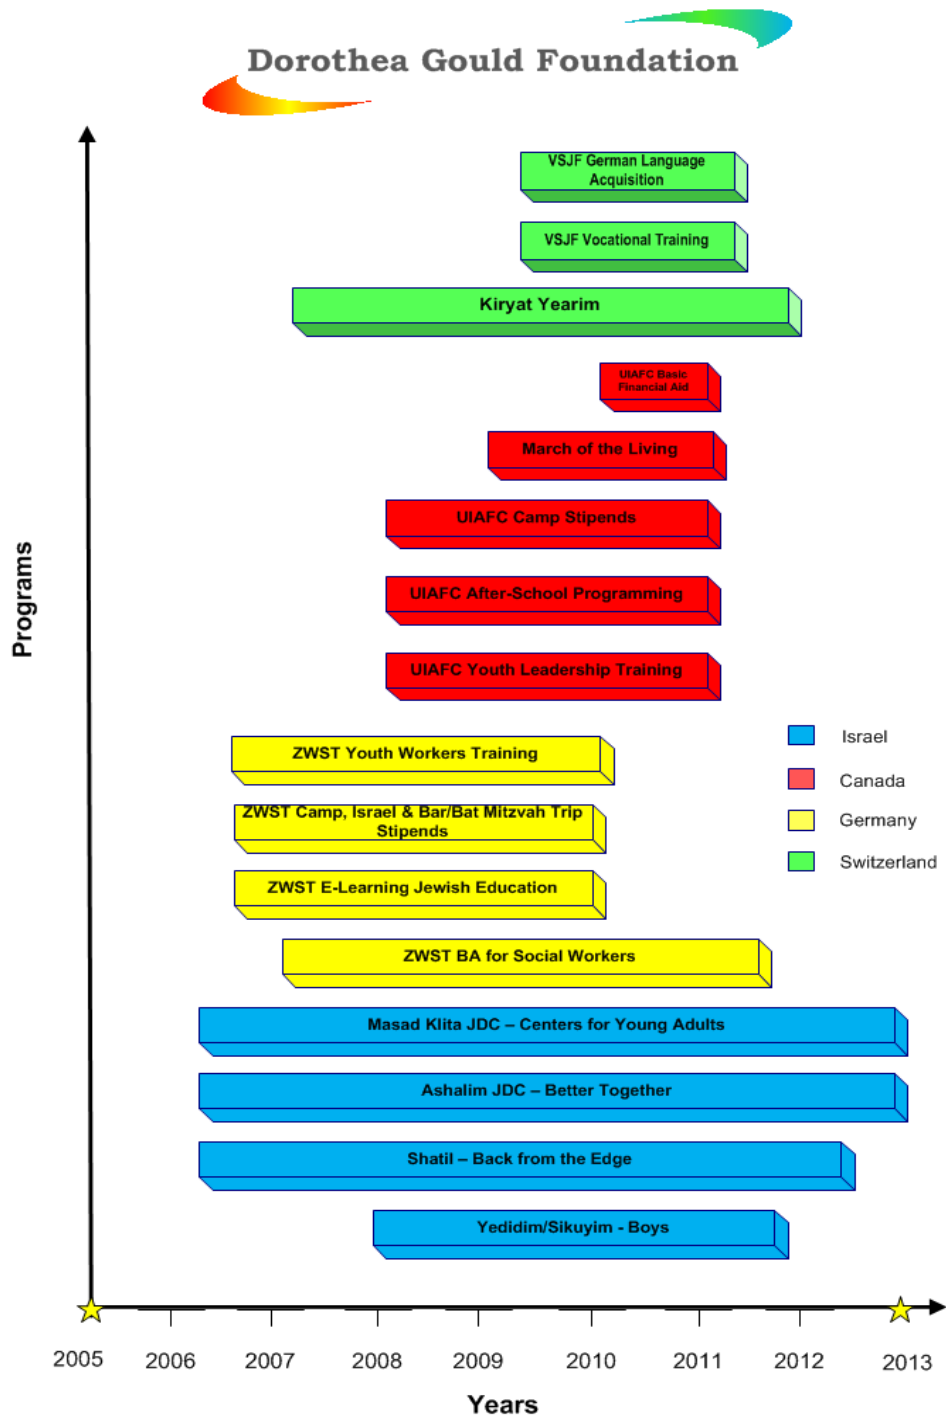 Dorothea Gould Foundation
VSJF German Language
Acquisition
VSJF Vocational Training
Kiryat Yearim
UIAFC Basic
Financial Aid
March of the Living
UIAFC Camp Stipends
UIAFC After-School Programming
UIAFC Youth Leadership Training
Programs
ZWST Youth Workers Training
ZWST Camp, Israel & Bar/Bat Mitzvah Trip
Stipends
ZWST E-Learning Jewish Education
ZWST BA for Social Workers
Israel
Canada
Germany
Switzerland
Masad Klita JDC – Centers for Young Adults
Ashalim JDC – Better Together
Shatil – Back from the Edge
Yedidim/Sikuyim - Boys
2005 2006 2007 2008 2009 2010 2011 2012 2013
Years